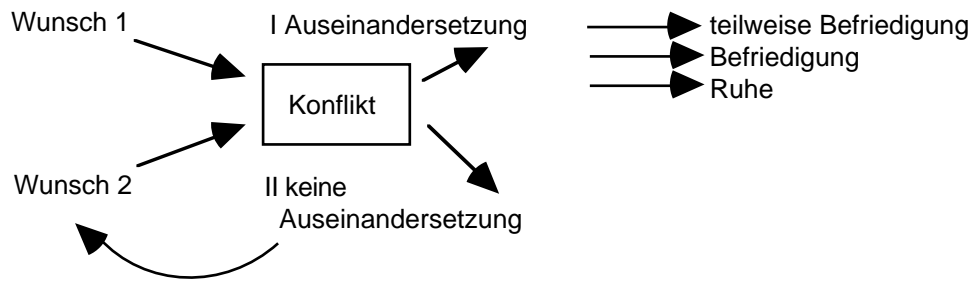 Wunsch 1
I Auseinandersetzung
teilweise Befriedigung
Befriedigung
Ruhe
Konflikt
Wunsch 2
II keine
Auseinandersetzung